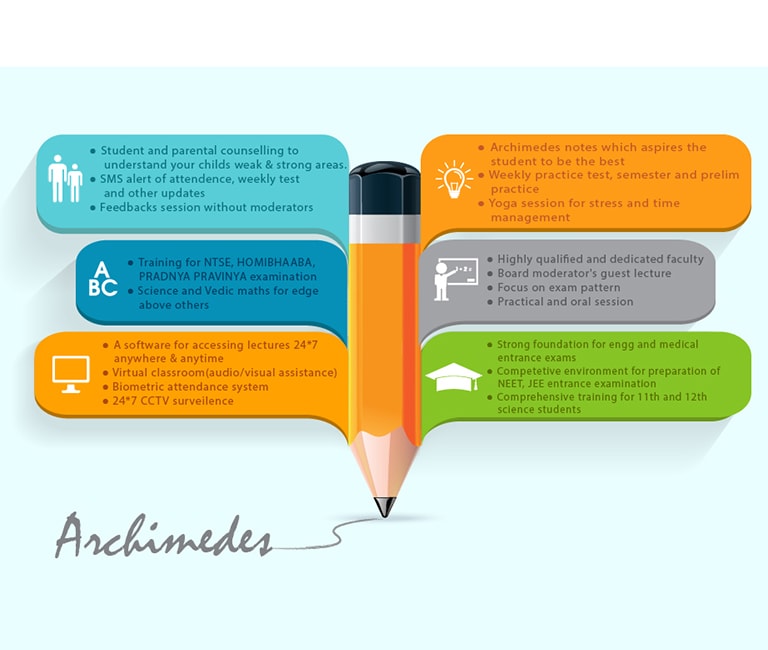 ● Student and parental counselling to
understand your childs weak & strong areas.
● SMS alert of attendence, weekly test
and other updates
● Feedbacks session without moderators
A
BC
● Training for NTSE, HOMIBHAABA,
PRADNYA PRAVINYA examination
● Science and Vedic maths for edge
above others
● A software for accessing lectures 24*7
anywhere & anytime
● Virtual classroom(audio/visual assistance)
● Biometric attendance system
● 24*7 CCTV surveilence
● Archimedes notes which aspires the
student to be the best
● Weekly practice test, semester and prelim
practice
● Yoga session for stress and time
management
● Highly qualified and dedicated faculty
● Board moderator's guest lecture
● Focus on exam pattern
● Practical and oral session
● Strong foundation for engg and medical
entrance exams
● Competetive environment for preparation of
NEET, JEE entrance examination
● Comprehensive training for 11th and 12th
science students
Archimedes